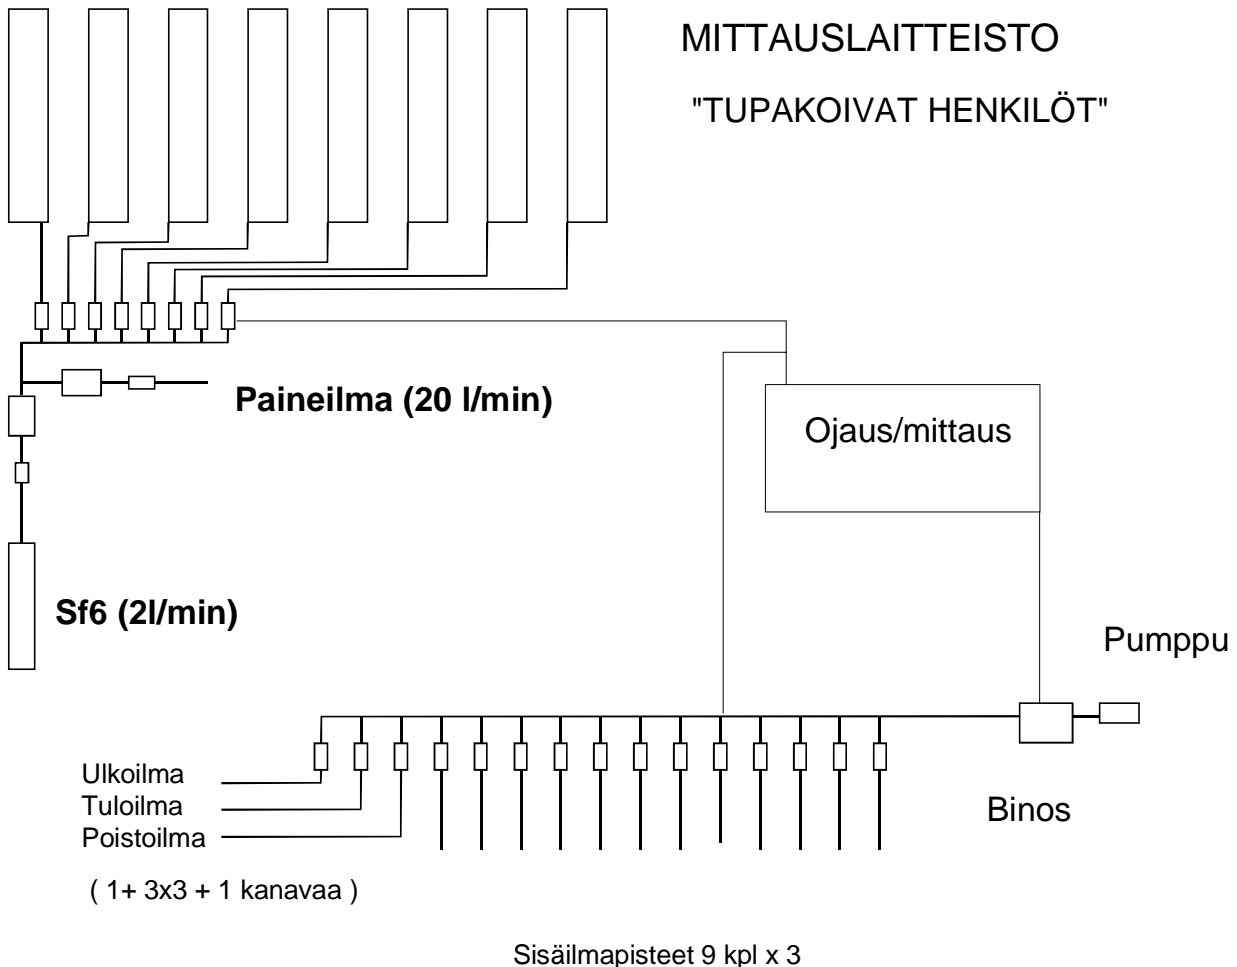 MITTAUSLAITTEISTO
"TUPAKOIVAT HENKILÖT"
Paineilma (20 l/min)
Ojaus/mittaus
Sf6 (2l/min)
Pumppu
Ulkoilma
Tuloilma
Poistoilma
Binos
( 1+ 3x3 + 1 kanavaa )
Sisäilmapisteet 9 kpl x 3